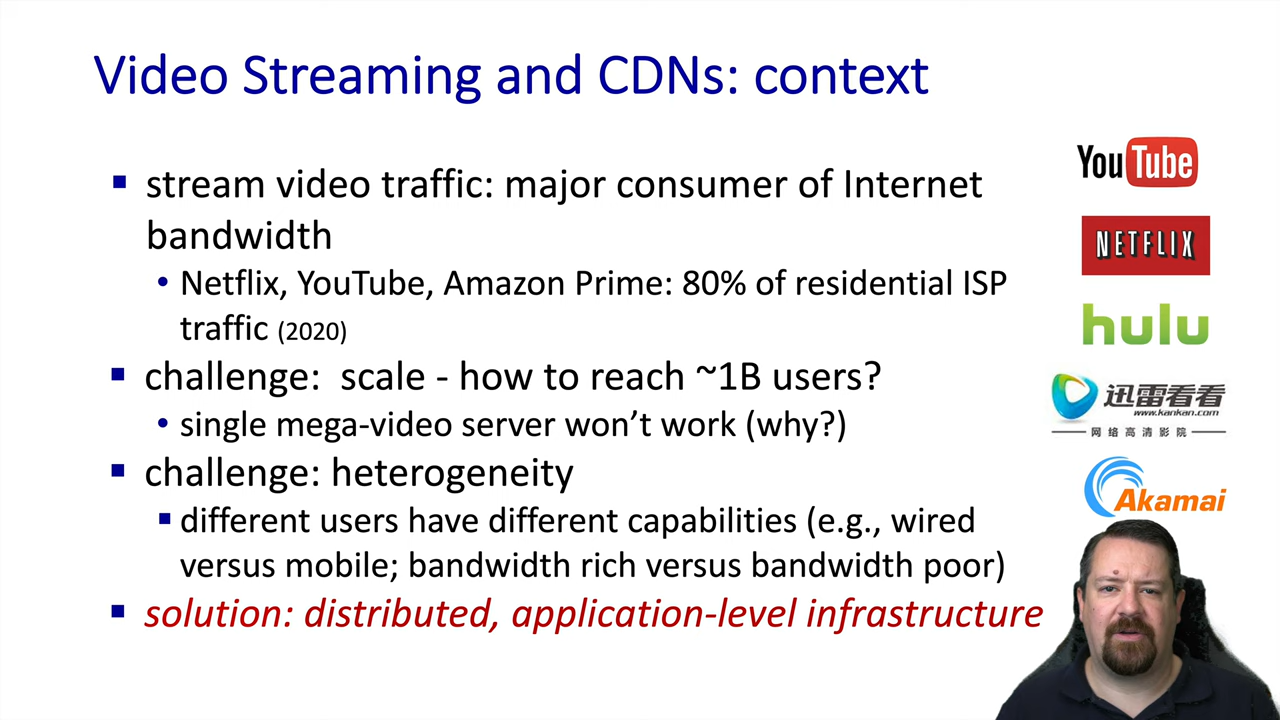 Video Streaming and CDNs: context
▪ stream video traffic: major consumer of Internet
bandwidth
• Netflix, YouTube, Amazon Prime: 80% of residential ISP
traffic (2020)
▪ challenge:  scale - how to reach ~1B users?
• single mega-video server won’t work (why?)
▪ challenge: heterogeneity
▪ different users have different capabilities (e.g., wired
versus mobile; bandwidth rich versus bandwidth poor)
▪ solution: distributed, application-level infrastructure
YouTube
NETFLIX
hulu
迅雷看看
www.kankan.com
网络高清影院
Akamai